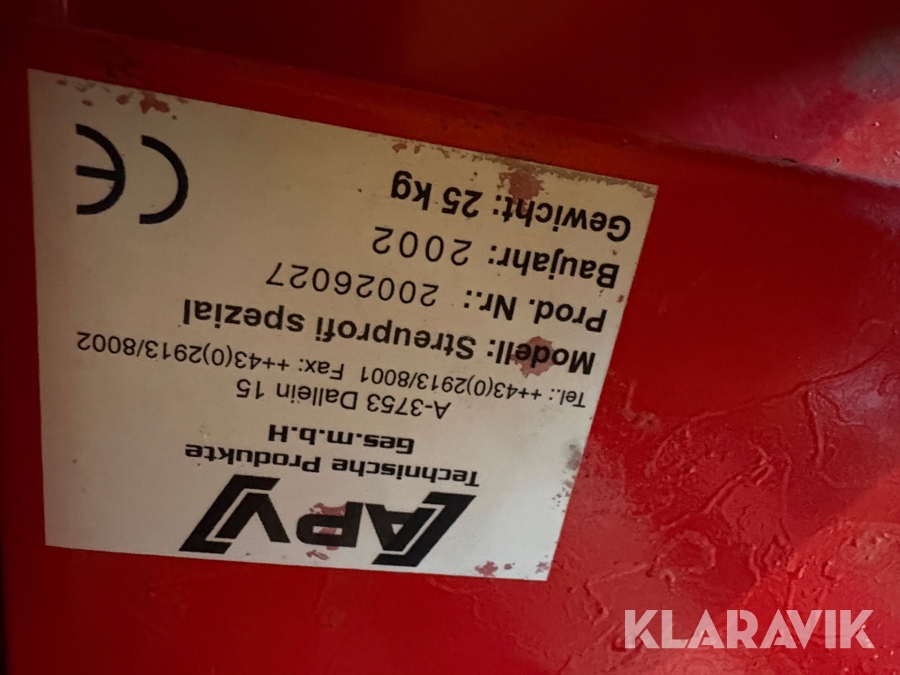 APV
Technische Produkte
Ges.m.b.H
A-3753 Dallein 15
Tel.: ++43(0)2913/8001 Fax: ++43(0)2913/8002
Modell: Streuprofi spezial
Prod. Nr.: 20026027
Baujahr: 2002
Gewicht: 25 kg
CE
KLARAVIK